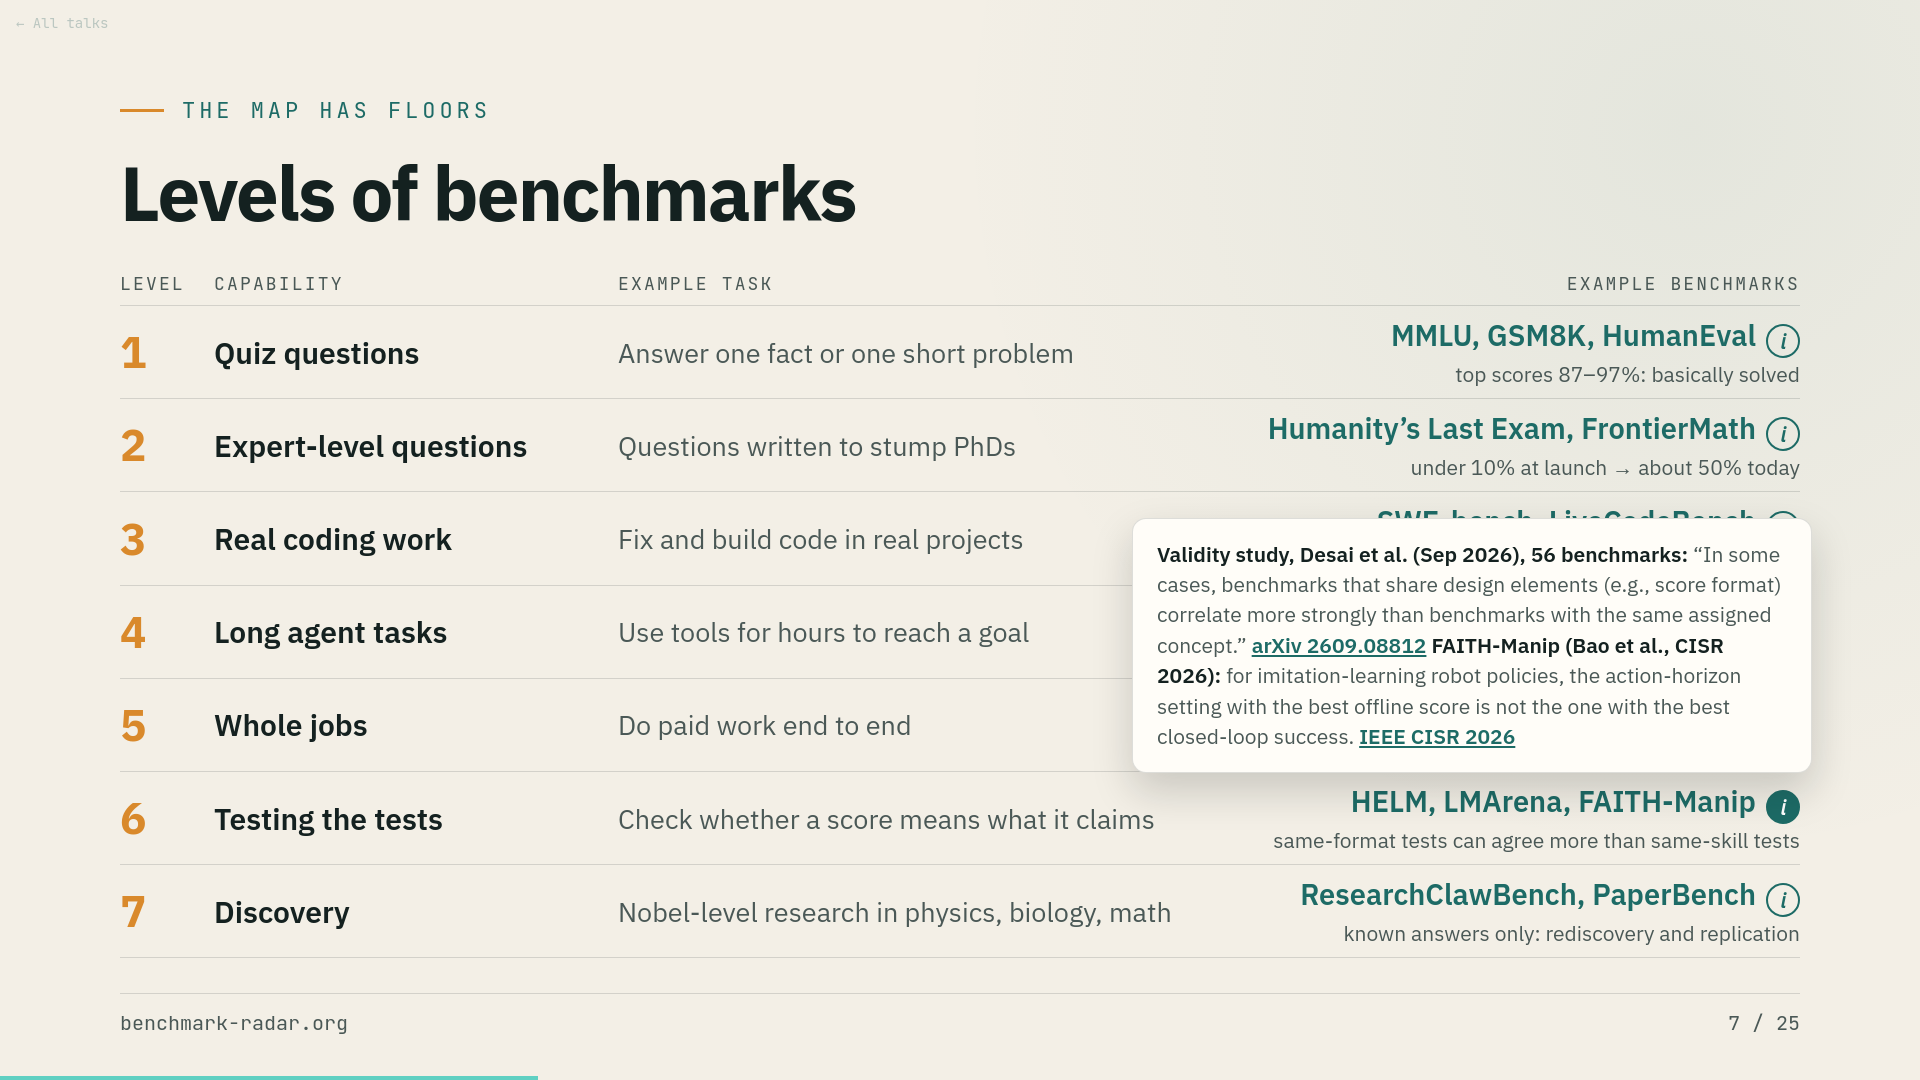 ← All talks
THE MAP HAS FLOORS
Levels of benchmarks
LEVEL CAPABILITY EXAMPLE TASK EXAMPLE BENCHMARKS
1 Quiz questions Answer one fact or one short problem MMLU, GSM8K, HumanEval i
top scores 87–97%: basically solved
2 Expert-level questions Questions written to stump PhDs Humanity’s Last Exam, FrontierMath i
under 10% at launch → about 50% today
3 Real coding work Fix and build code in real projects SWE-bench, LiveCodeBench
4 Long agent tasks Use tools for hours to reach a goal
5 Whole jobs Do paid work end to end
Validity study, Desai et al. (Sep 2026), 56 benchmarks: “In some
cases, benchmarks that share design elements (e.g., score format)
correlate more strongly than benchmarks with the same assigned
concept.” arXiv 2609.08812 FAITH-Manip (Bao et al., CISR
2026): for imitation-learning robot policies, the action-horizon
setting with the best offline score is not the one with the best
closed-loop success. IEEE CISR 2026
6 Testing the tests Check whether a score means what it claims HELM, LMArena, FAITH-Manip i
same-format tests can agree more than same-skill tests
7 Discovery Nobel-level research in physics, biology, math ResearchClawBench, PaperBench i
known answers only: rediscovery and replication
benchmark-radar.org 7 / 25